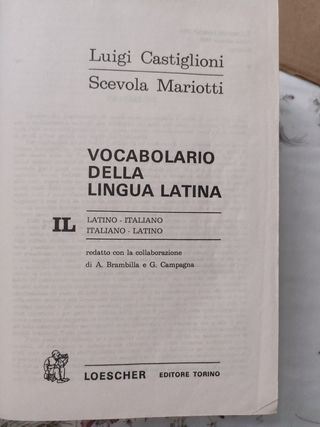 Luigi Castiglioni
Scevola Mariotti
VOCABOLARIO
DELLA
LINGUA LATINA
IL
LATINO - ITALIANO
ITALIANO - LATINO
redatto con la collaborazione
di A. Brambilla e G. Campagna
LOESCHER EDITORE TORINO